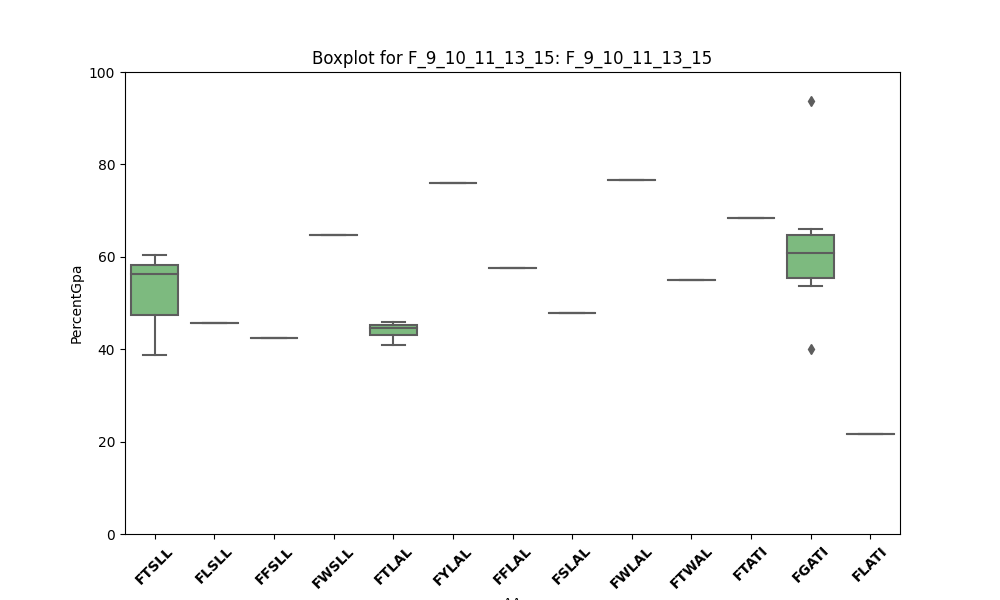 Boxplot for F_9_10_11_13_15: F_9_10_11_13_15
100
80
60
40
20
0
PercentGpa
FTSLL
FLSLL
FFSLL
FWSLL
FTLAL
FYLAL
FFLAL
FSLAL
FWLAL
FTWAL
FTATI
FGATI
FLATI